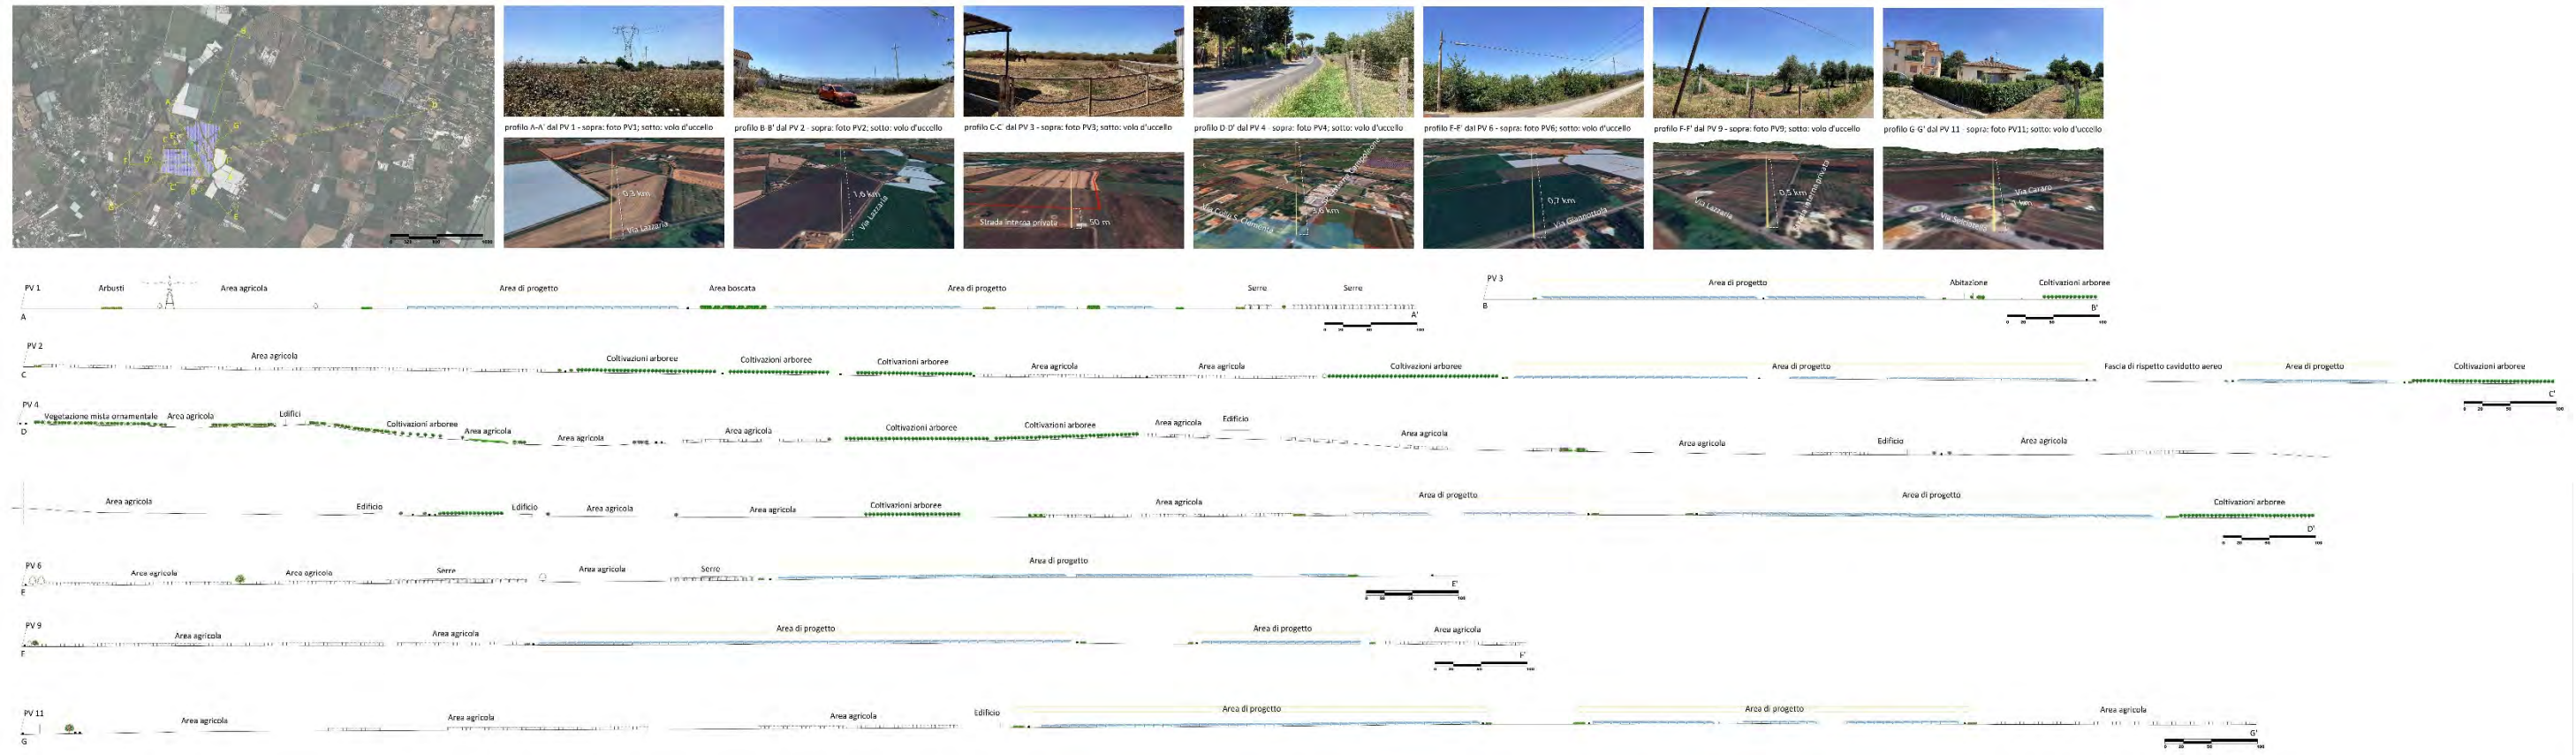 profilo A-A' dal PV 1 - sopra: foto PV1; sotto: volo d'uccello
profilo B-B' dal PV 2 - sopra: foto PV2; sotto: volo d'uccello
profilo C-C' dal PV 3 - sopra: foto PV3; sotto: volo d'uccello
profilo D-D' dal PV 4 - sopra: foto PV4; sotto: volo d'uccello
profilo E-E' dal PV 6 - sopra: foto PV6; sotto: volo d'uccello
profilo F-F' dal PV 9 - sopra: foto PV9; sotto: volo d'uccello
profilo G-G' dal PV 11 - sopra: foto PV11; sotto: volo d'uccello
0,3 km
Via Lazzaria
1,6 km
Via Lazzaria
Strada interna privata
50 m
3,6 km
0,7 km
Via Giannottola
0,5 km
Via Lazzaria
Via Cararo
1 km
PV 1
Arbusti
Area agricola
Area di progetto
Area boscata
Area di progetto
Serre
Serre
A
A'
PV 3
Area di progetto
Abitazione
Coltivazioni arboree
B
B'
PV 2
Area agricola
Coltivazioni arboree
Coltivazioni arboree
Coltivazioni arboree
Area agricola
Area agricola
Coltivazioni arboree
Area di progetto
Fascia di rispetto cavidotto aereo
Area di progetto
Coltivazioni arboree
C
C'
PV 4
Vegetazione mista ornamentale
Area agricola
Edifici
Coltivazioni arboree
Area agricola
Area agricola
Area agricola
Coltivazioni arboree
Coltivazioni arboree
Area agricola
Edificio
Area agricola
Area agricola
Edificio
Area agricola
D
Area agricola
Edificio
Edificio
Area agricola
Area agricola
Coltivazioni arboree
Area agricola
Area di progetto
Area di progetto
Coltivazioni arboree
D'
PV 6
Area agricola
Area agricola
Serre
Area agricola
Serre
Area di progetto
E
E'
PV 9
Area agricola
Area agricola
Area di progetto
Area di progetto
Area agricola
F
F'
PV 11
Area agricola
Area agricola
Area agricola
Edificio
Area di progetto
Area di progetto
Area agricola
G
G'